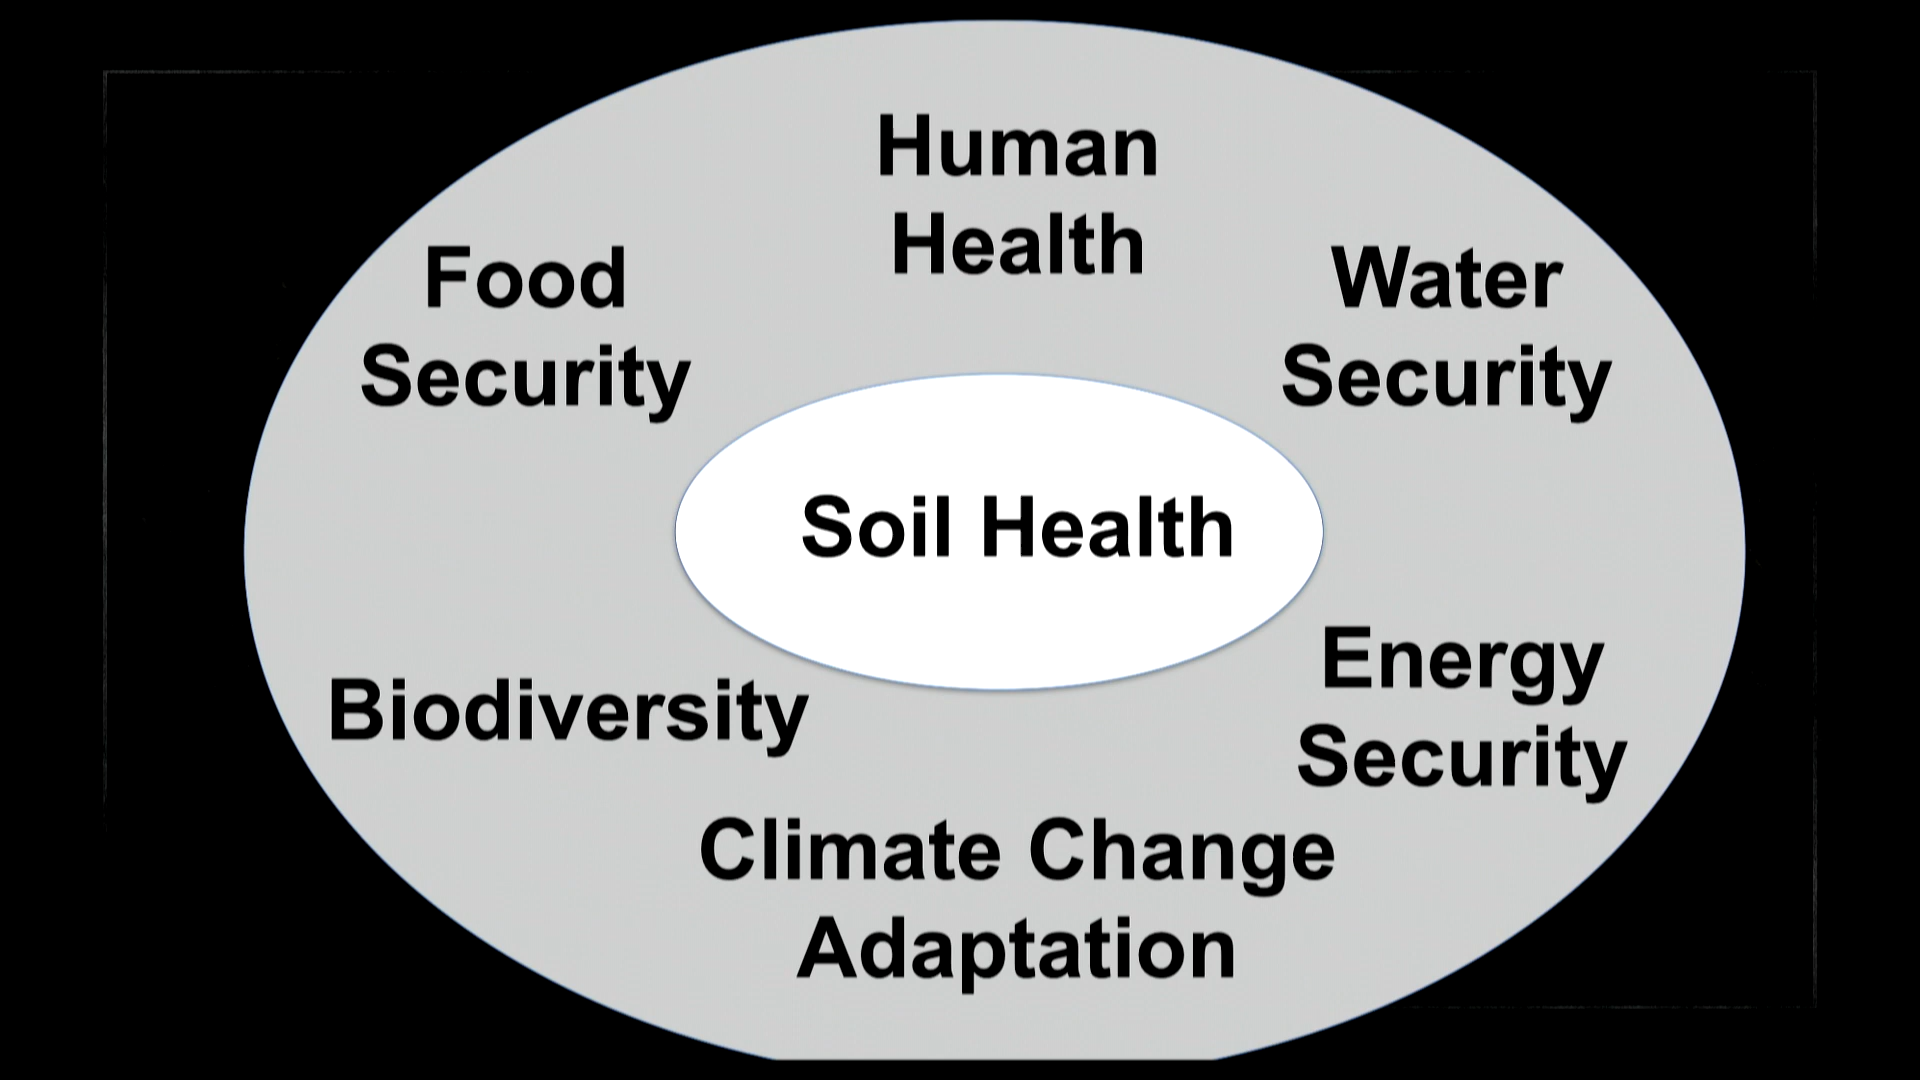 Human
Health
Food
Security
Water
Security
Soil Health
Biodiversity
Energy
Security
Climate Change
Adaptation